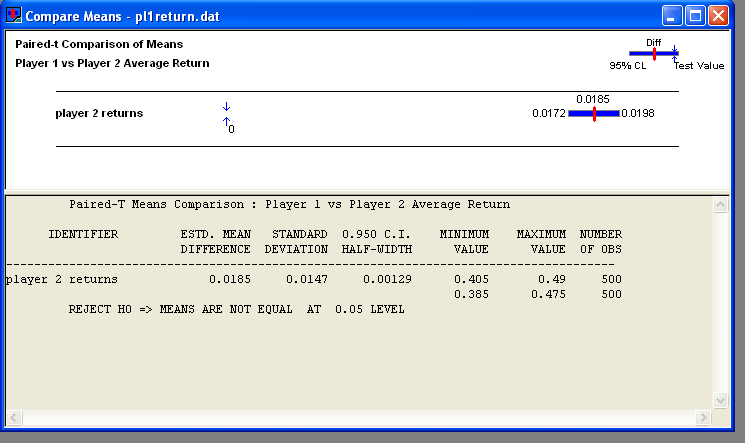 Compare Means - pl1return.dat
Paired-t Comparison of Means
Player 1 vs Player 2 Average Return
Diff
95% CL Test Value
0.0185
player 2 returns 0.0172 0.0198
0
Paired-T Means Comparison : Player 1 vs Player 2 Average Return
IDENTIFIER ESTD. MEAN STANDARD 0.950 C.I. MINIMUM MAXIMUM NUMBER
DIFFERENCE DEVIATION HALF-WIDTH VALUE VALUE OF OBS
player 2 returns 0.0185 0.0147 0.00129 0.405 0.49 500
0.385 0.475 500
REJECT H0 => MEANS ARE NOT EQUAL AT 0.05 LEVEL